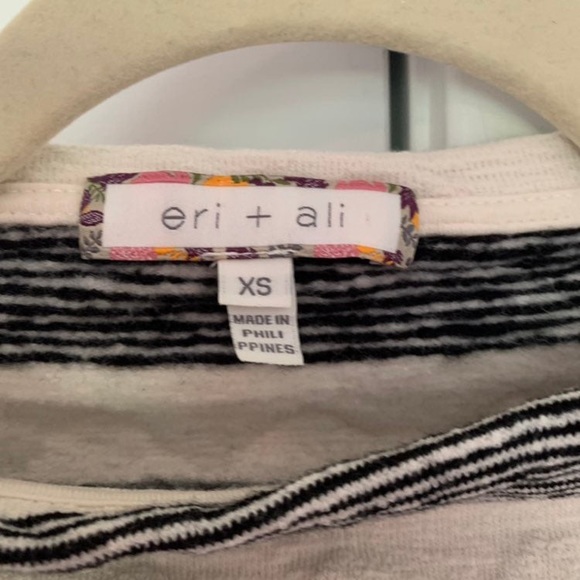 eri + ali
XS
MADE IN
PHILI
PPINES